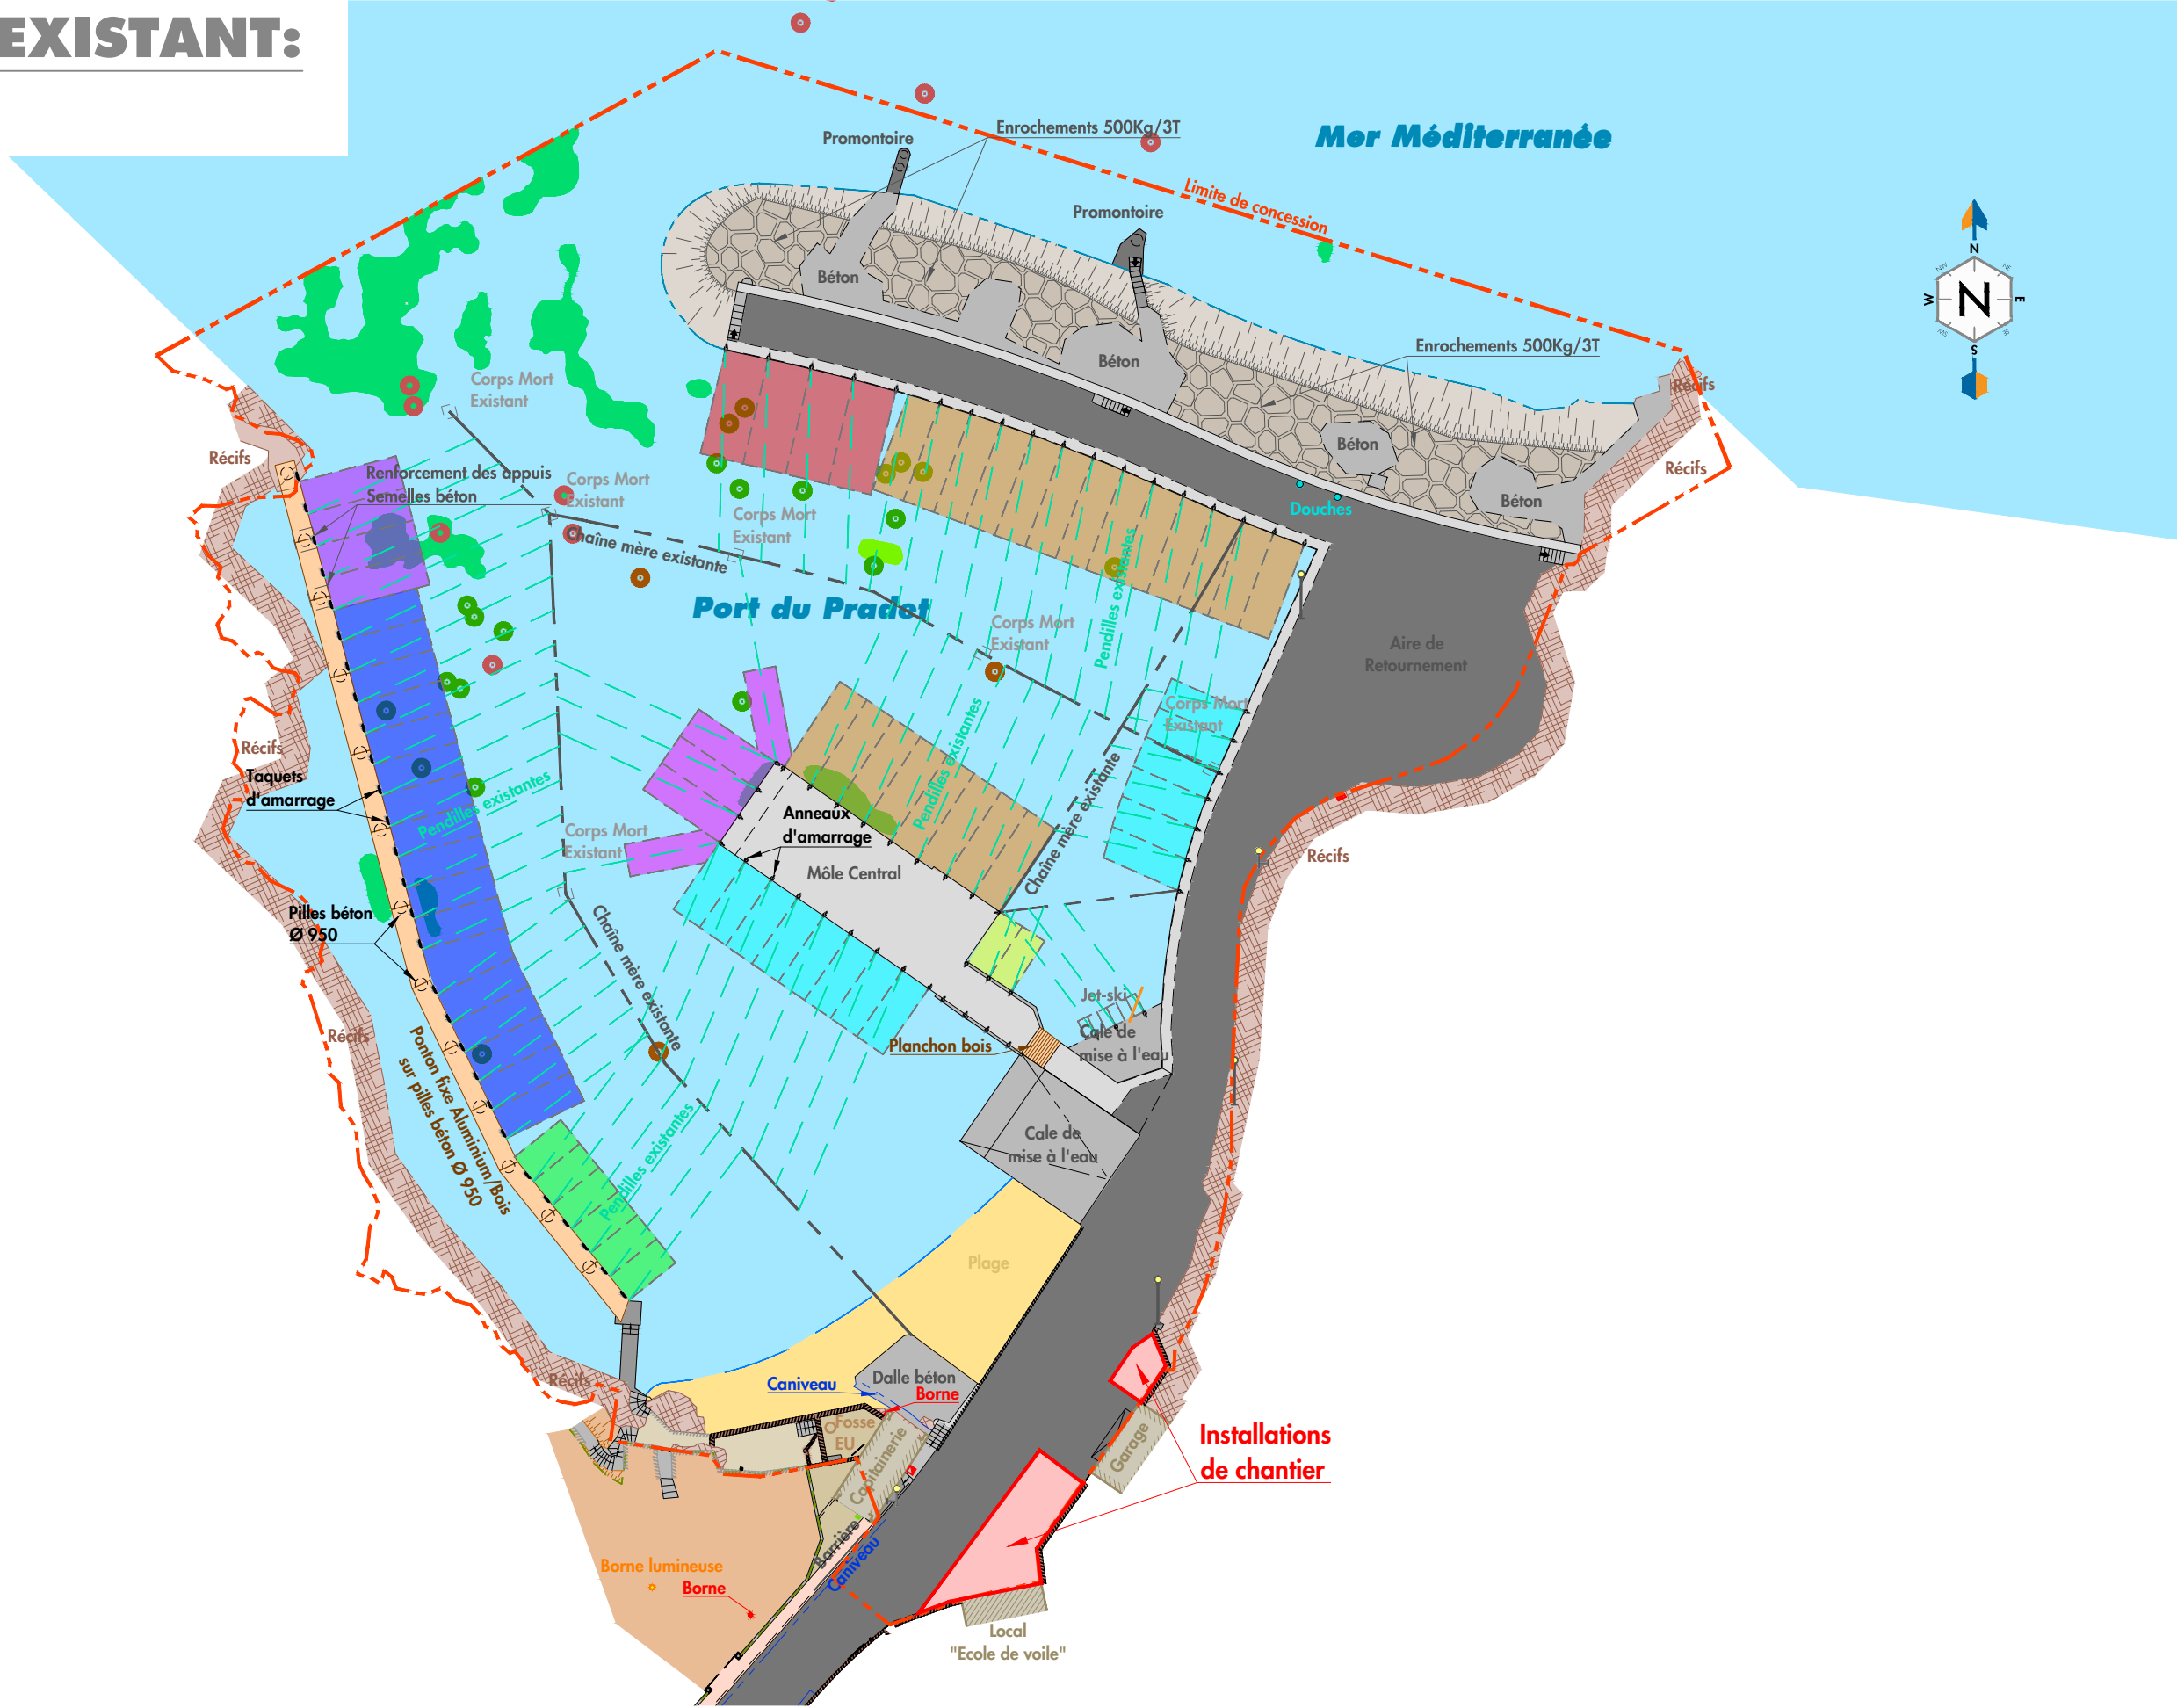 EXISTANT:
Mer Méditerranée
Enrochements 500Kg/3T
Promontoire
Limite de concession
Promontoire
N
NW
NE
W
N
E
SW
SE
S
Béton
Béton
Enrochements 500Kg/3T
Récifs
Corps Mort
Existant
Béton
Récifs
Récifs
Renforcement des appuis
Semelles béton
Corps Mort
Existant
Béton
Douches
Corps Mort
Existant
Chaîne mère existante
Pendilles existantes
Port du Pradet
Corps Mort
Existant
Aire de
Retournement
Corps Mort
Existant
Récifs
Taquets
d'amarrage
Pendilles existantes
Pendilles existantes
Chaîne mère existante
Anneaux
d'amarrage
Corps Mort
Existant
Môle Central
Récifs
Pilles béton
Ø 950
Chaîne mère existante
Jet-ski
Cale de
mise à l'eau
Planchon bois
Récifs
Ponton fixe Aluminium/Bois
sur pilles béton Ø 950
Cale de
mise à l'eau
Pendilles existantes
Plage
Récifs
Caniveau
Dalle béton
Borne
Fosse
EU
Capitainerie
Garage
Installations
de chantier
Barrière
Caniveau
Borne lumineuse
Borne
Local
"Ecole de voile"